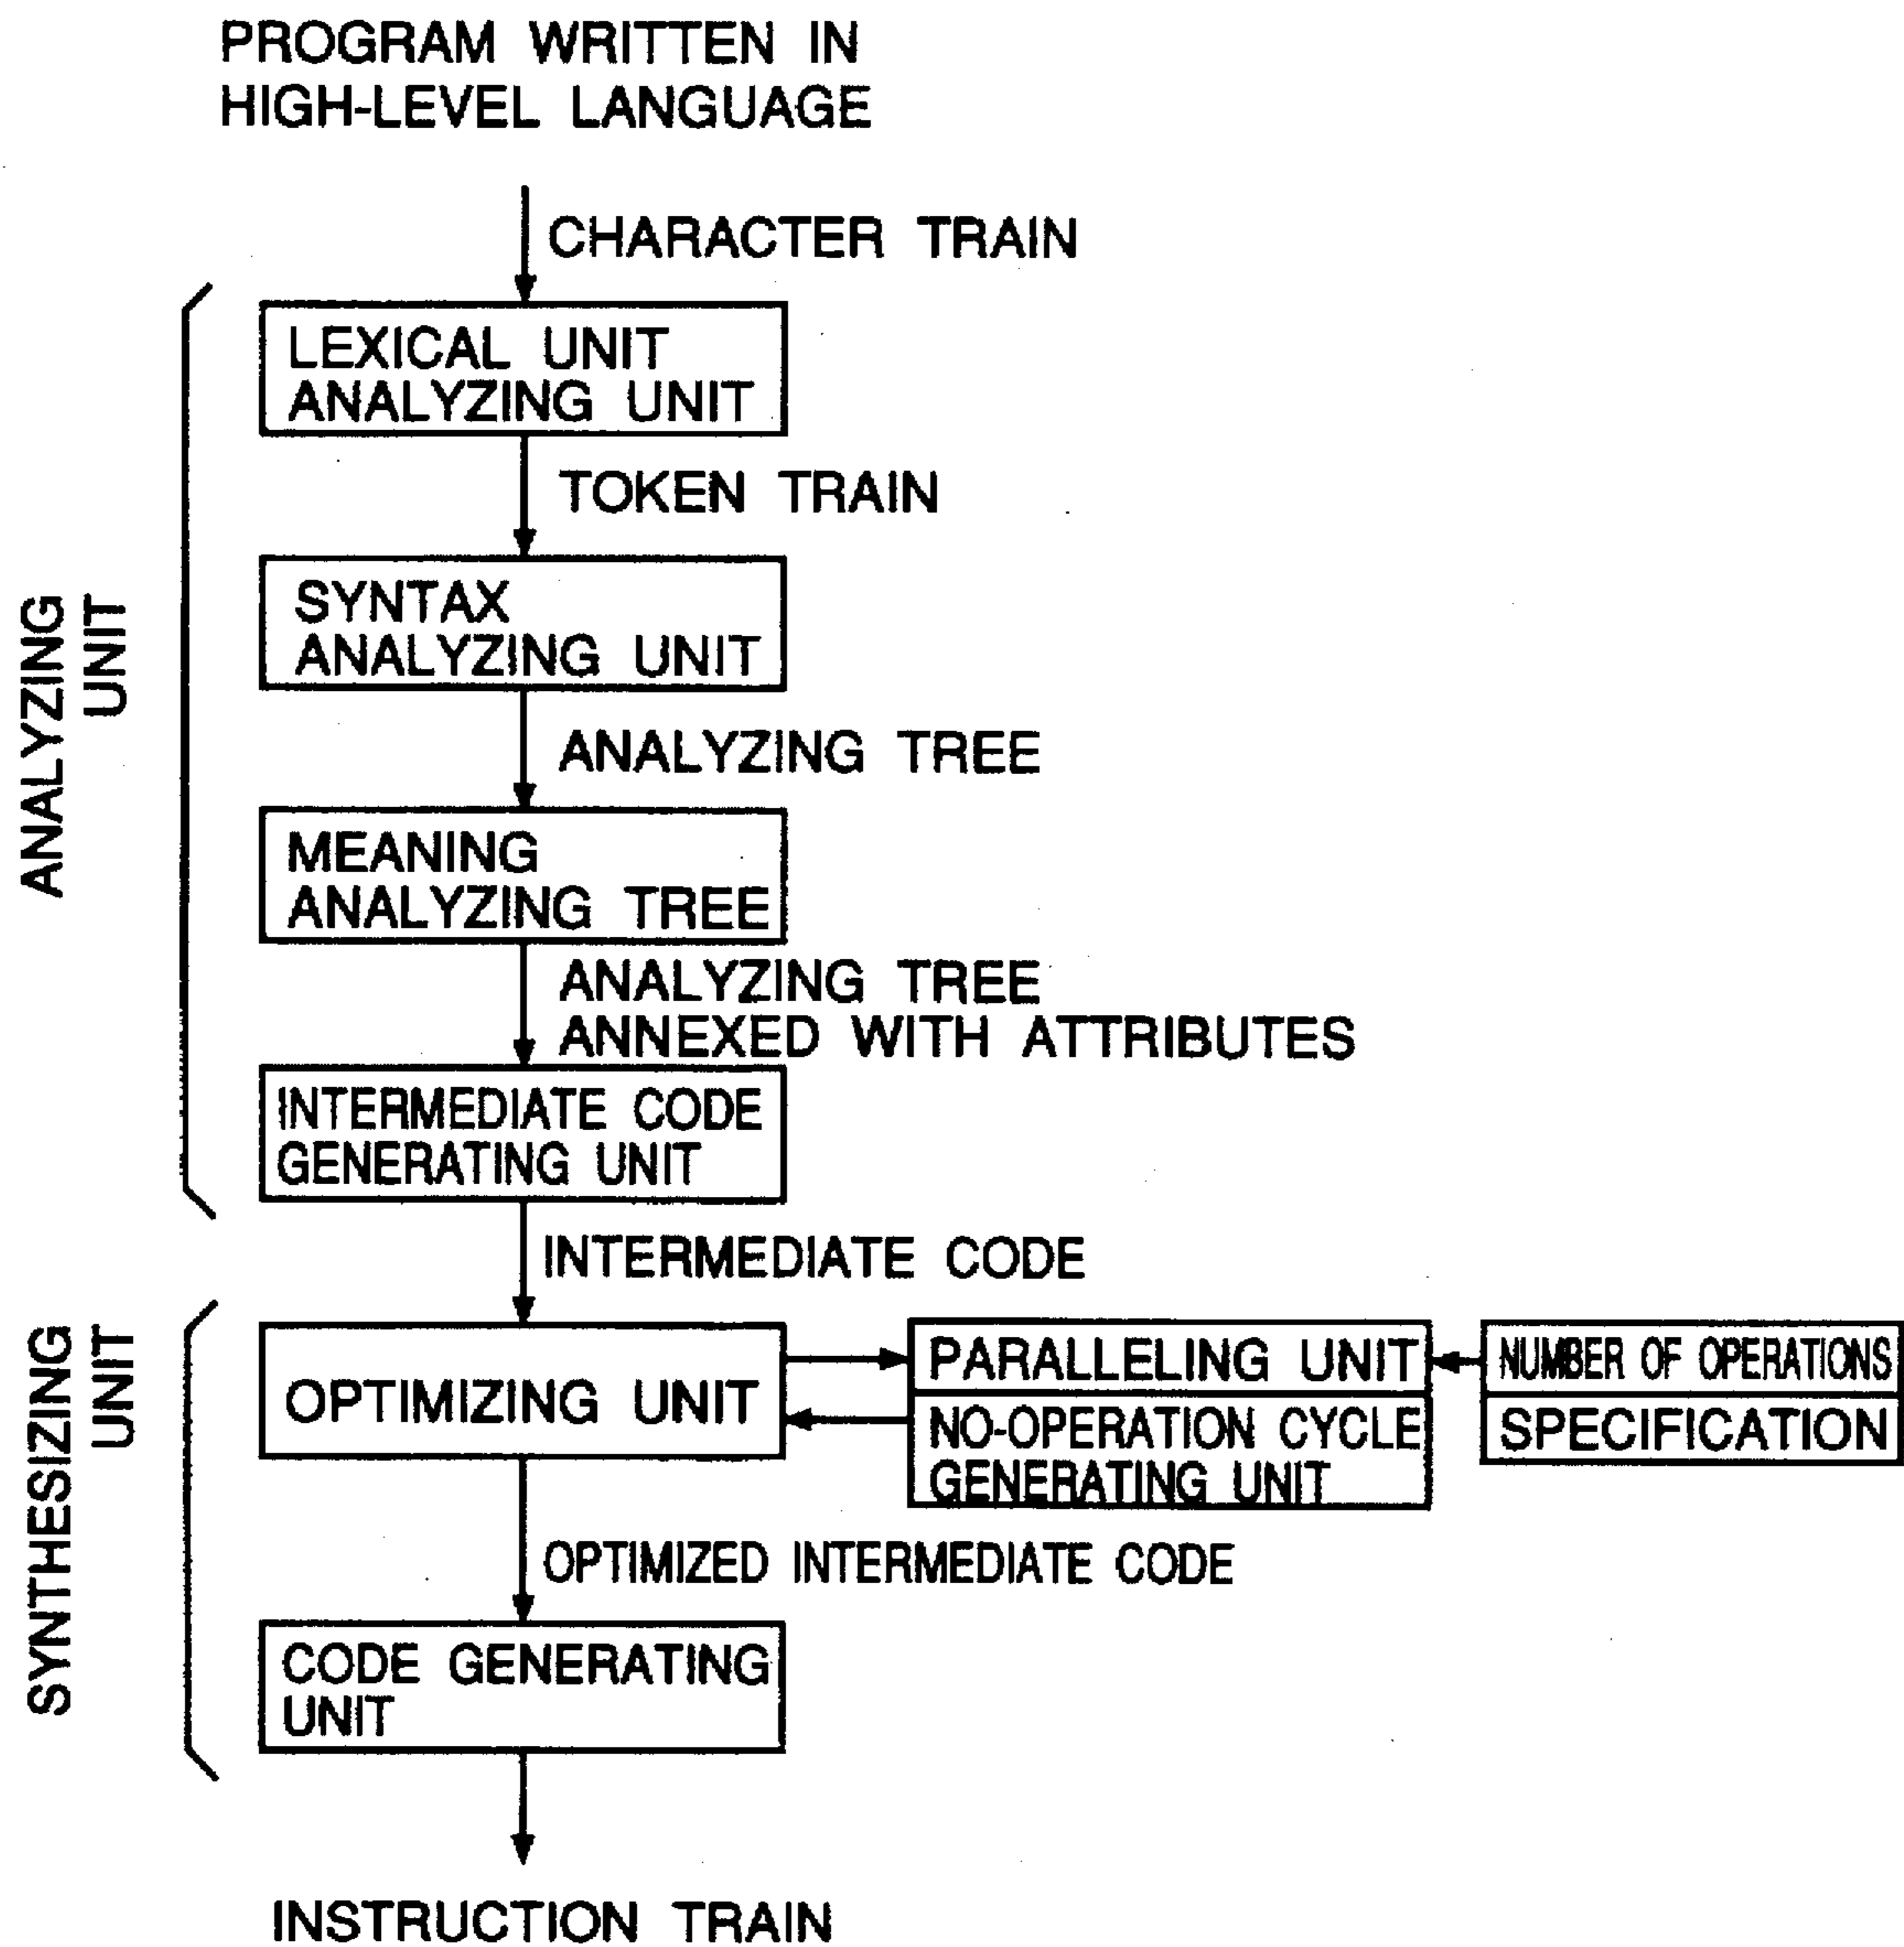 PROGRAM WRITTEN IN
HIGH-LEVEL LANGUAGE
CHARACTER TRAIN
ANALYZING
UNIT
LEXICAL UNIT
ANALYZING UNIT
TOKEN TRAIN
SYNTAX
ANALYZING UNIT
ANALYZING TREE
MEANING
ANALYZING TREE
ANALYZING TREE
ANNEXED WITH ATTRIBUTES
INTERMEDIATE CODE
GENERATING UNIT
INTERMEDIATE CODE
SYNTHESIZING
UNIT
OPTIMIZING UNIT
PARALLELING UNIT
NO-OPERATION CYCLE
GENERATING UNIT
NUMBER OF OPERATIONS
SPECIFICATION
OPTIMIZED INTERMEDIATE CODE
CODE GENERATING
UNIT
INSTRUCTION TRAIN